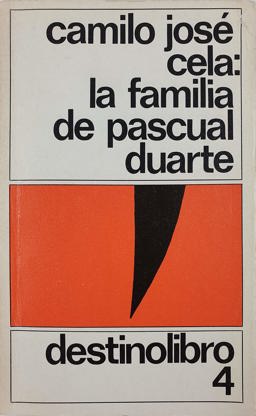 camilo josé
cela:
la familia
de pascual
duarte
destinolibro
4